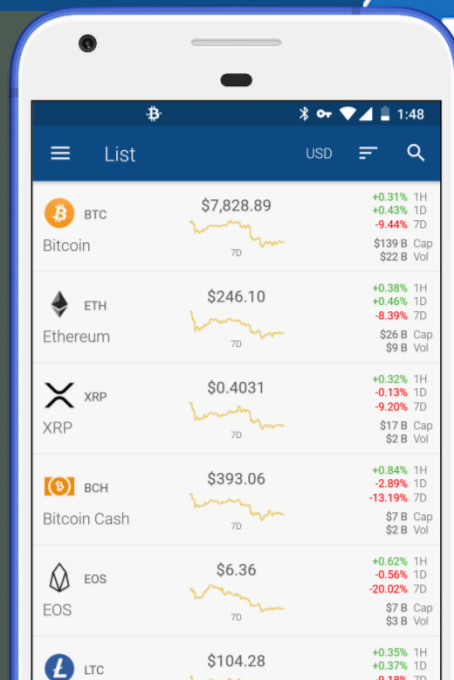 1:48
List USD
BTC
Bitcoin
$7,828.89
7D
+0.31% 1H
+0.43% 1D
-9.44% 7D
$139 B Cap
$22 B Vol
ETH
Ethereum
$246.10
7D
+0.38% 1H
+0.46% 1D
-8.39% 7D
$26 B Cap
$9 B Vol
XRP
XRP
$0.4031
7D
+0.32% 1H
-0.13% 1D
-9.20% 7D
$17 B Cap
$2 B Vol
BCH
Bitcoin Cash
$393.06
7D
+0.84% 1H
-2.89% 1D
-13.19% 7D
$7 B Cap
$2 B Vol
EOS
EOS
$6.36
7D
+0.62% 1H
-0.56% 1D
-20.02% 7D
$7 B Cap
$3 B Vol
LTC
$104.28
+0.35% 1H
+0.37% 1D
-9.18% 7D